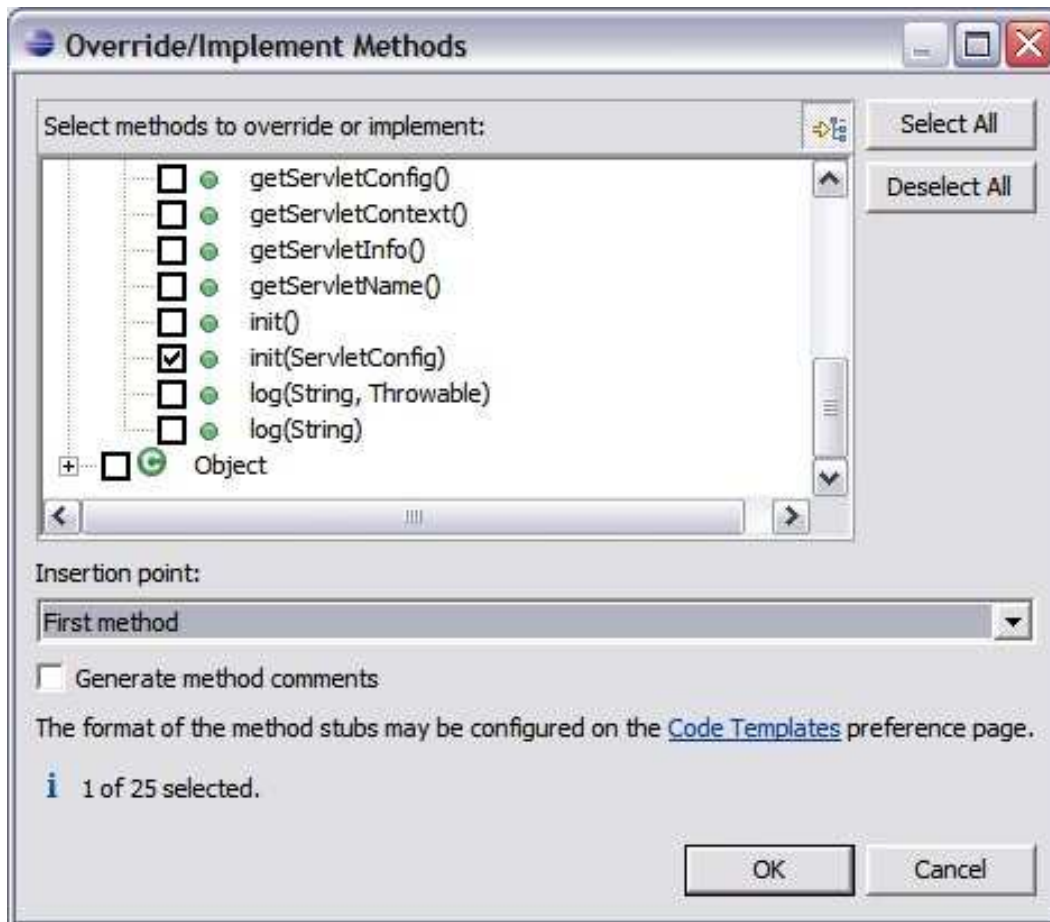 Override/Implement Methods
Select methods to override or implement:
Select All
Deselect All
getServletConfig()
getServletContext()
getServletInfo()
getServletName()
init()
init(ServletConfig)
log(String, Throwable)
log(String)
Object
Insertion point:
First method
Generate method comments
The format of the method stubs may be configured on the Code Templates preference page.
1 of 25 selected.
OK
Cancel